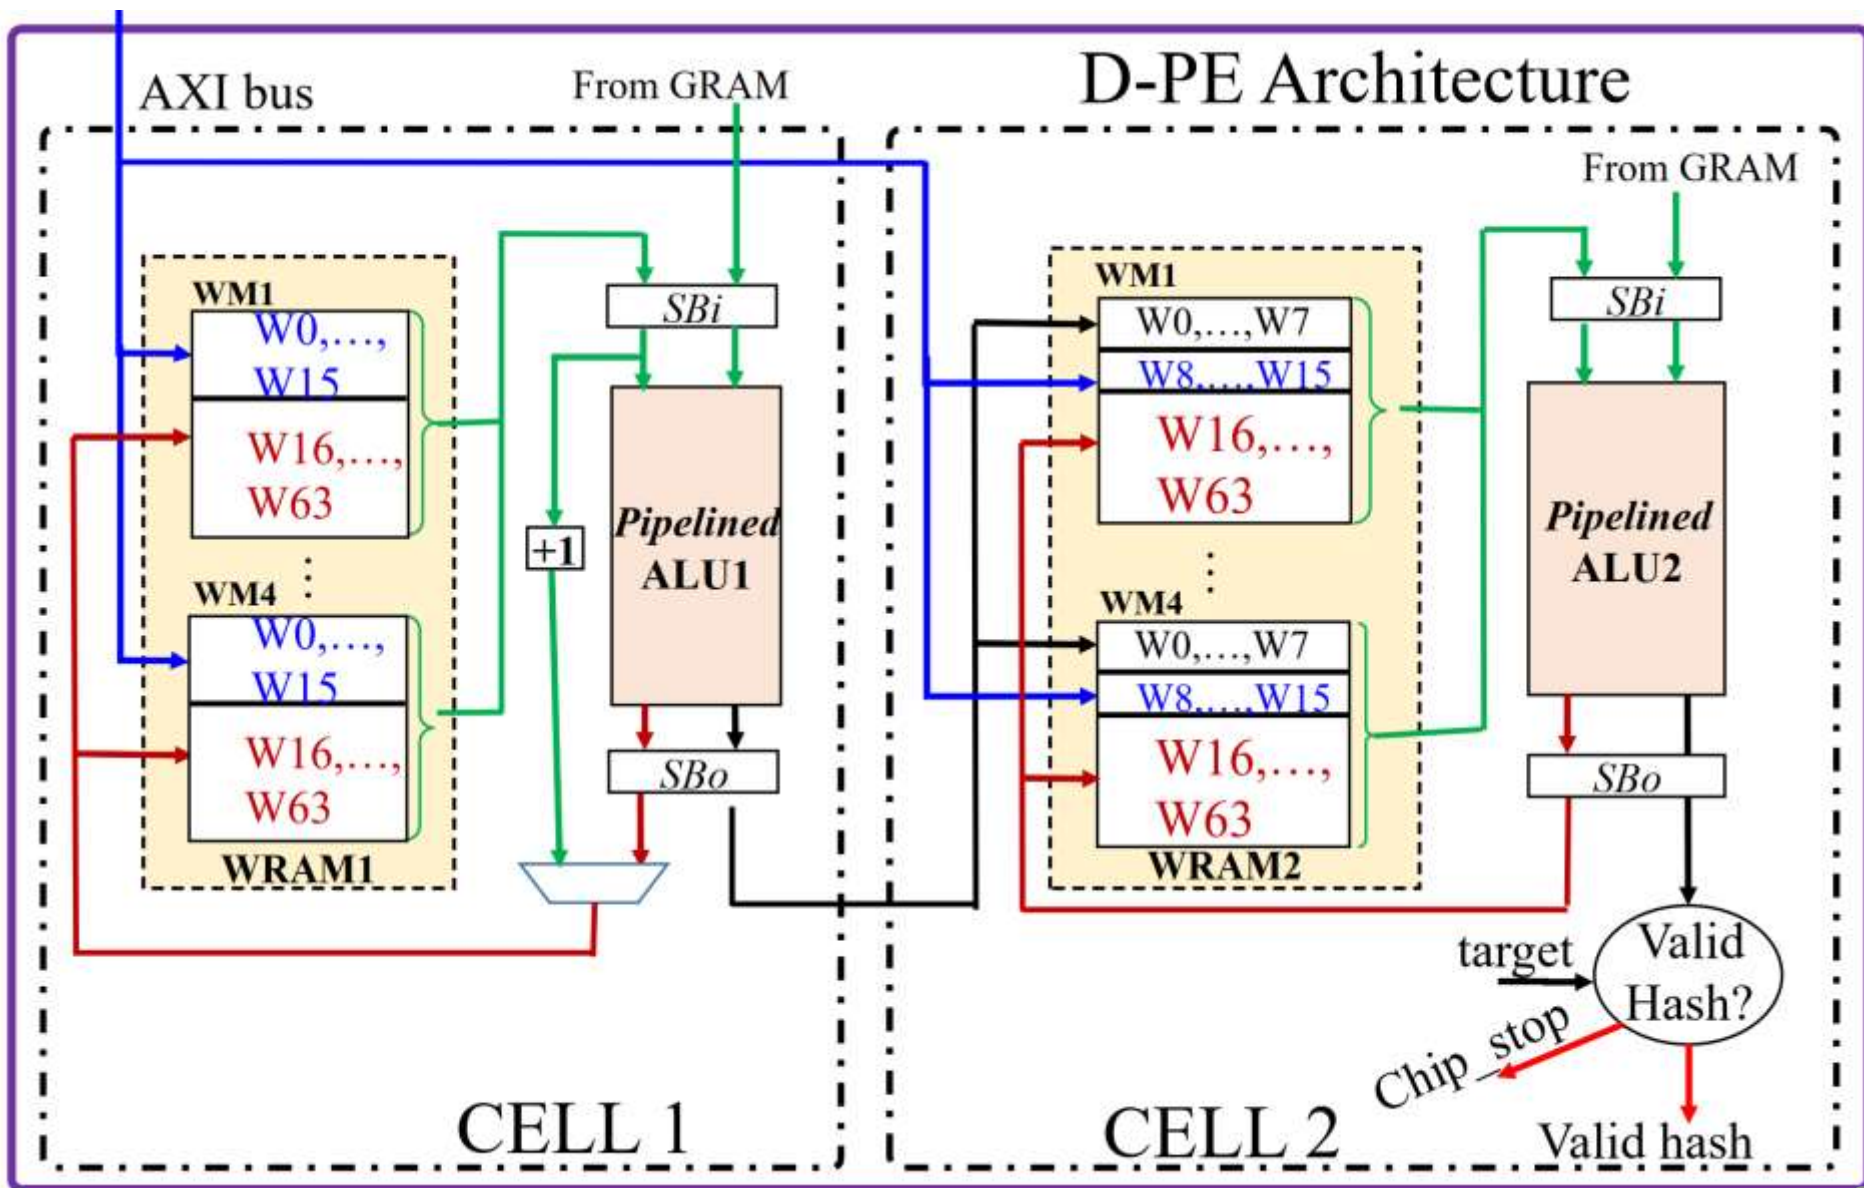 D-PE Architecture
AXI bus
From GRAM
From GRAM
WM1
W0,...,
W15
W16,...,
W63
⋮
WM4
W0,...,
W15
W16,...,
W63
WRAM1
SBi
+1
Pipelined
ALU1
SBo
CELL 1
WM1
W0,...,W7
W8,...,W15
W16,...,
W63
⋮
WM4
W0,...,W7
W8,...,W15
W16,...,
W63
WRAM2
SBi
Pipelined
ALU2
SBo
target
Valid
Hash?
Chip_stop
Valid hash
CELL 2